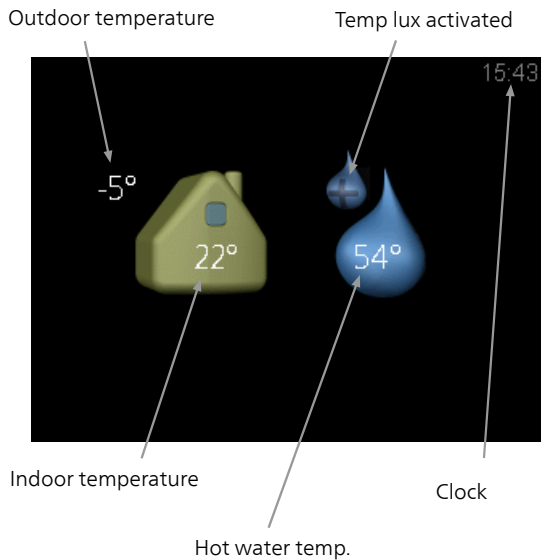 Outdoor temperature
Temp lux activated
15:43
-5°
22°
54°
Indoor temperature
Clock
Hot water temp.